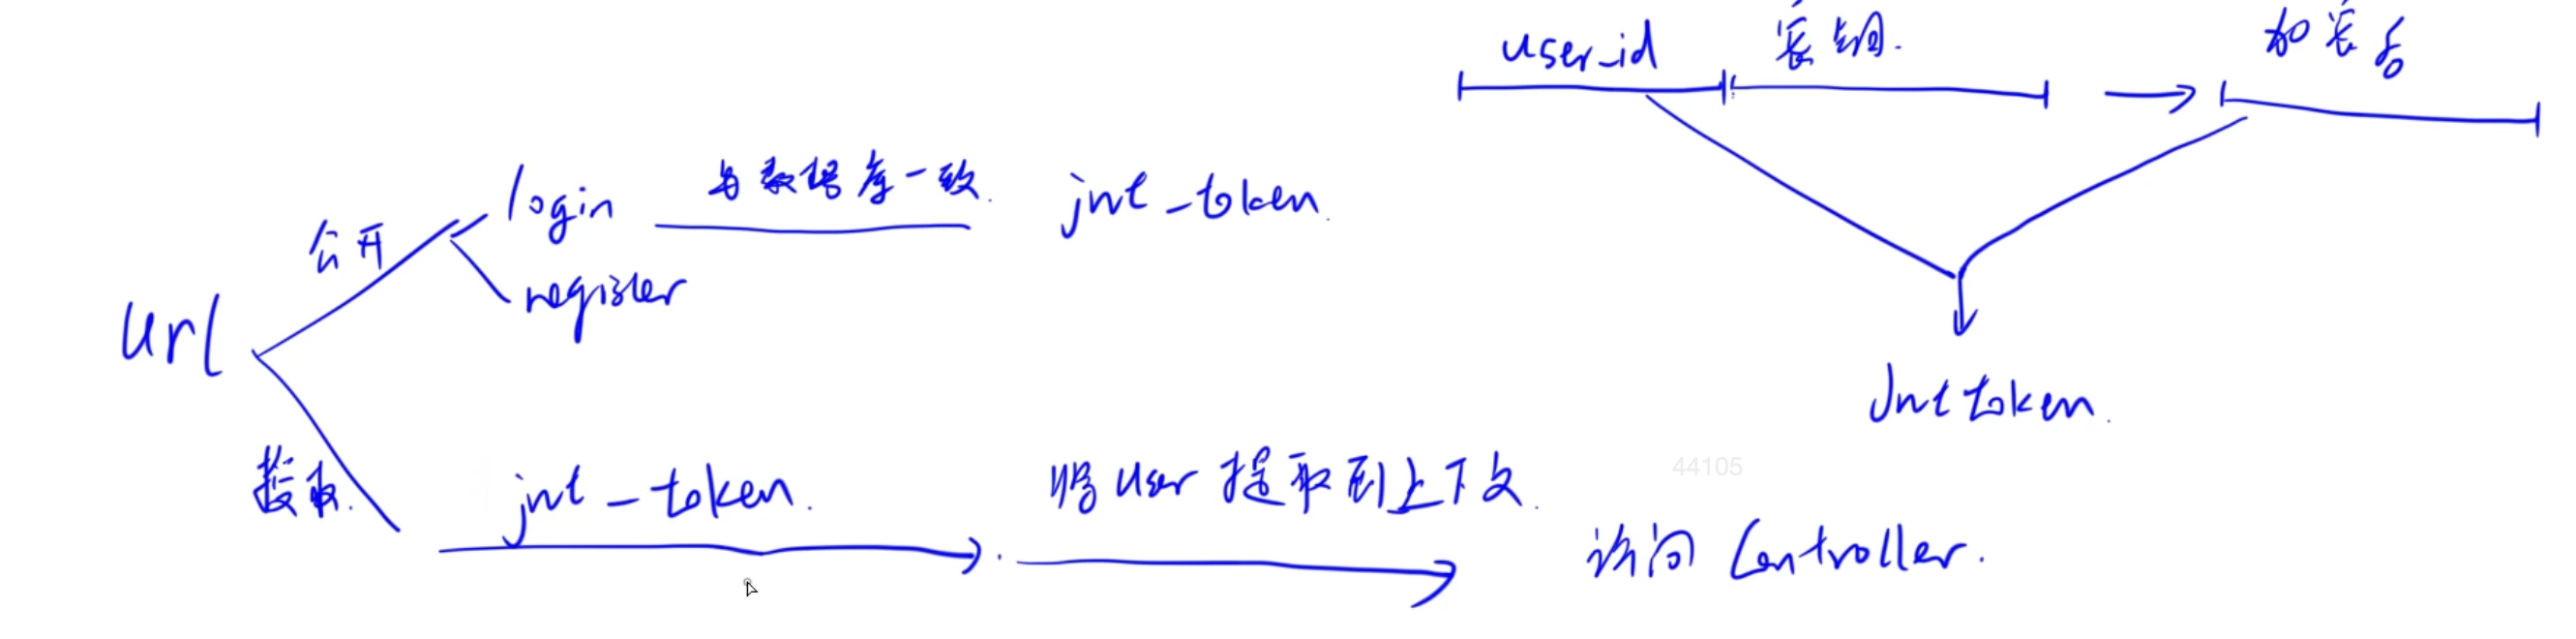 user_id 密钥. 加密后
login 与数据库一致. jwt_token.
公开
register
url
Jwt token.
授权. jwt_token. 将user提取到上下文. 44105
访问 Controller.